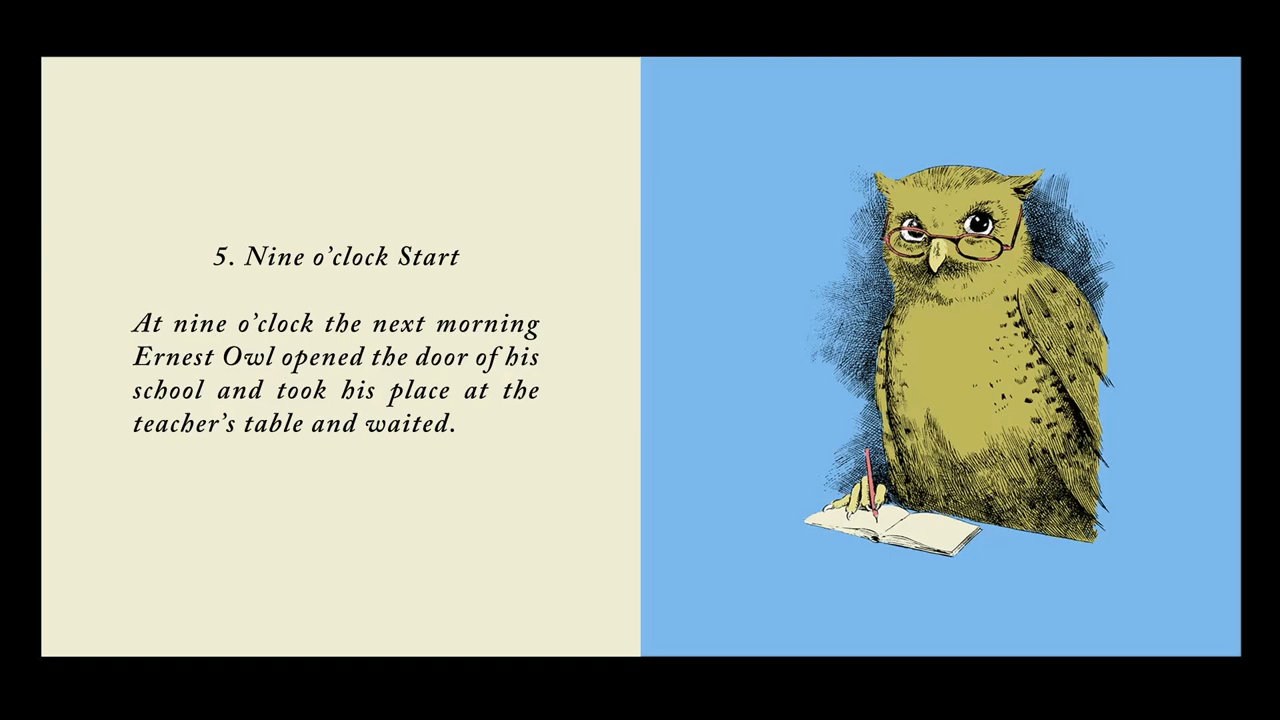 5. Nine o’clock Start
At nine o’clock the next morning
Ernest Owl opened the door of his
school and took his place at the
teacher’s table and waited.